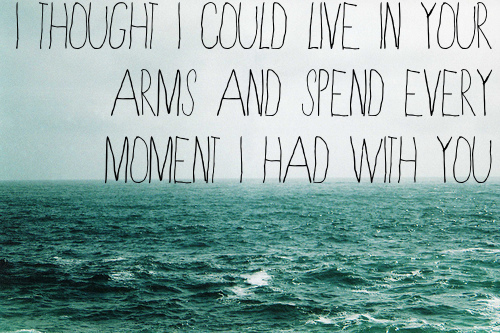 I THOUGHT I COULD LIVE IN YOUR
ARMS AND SPEND EVERY
MOMENT I HAD WITH YOU